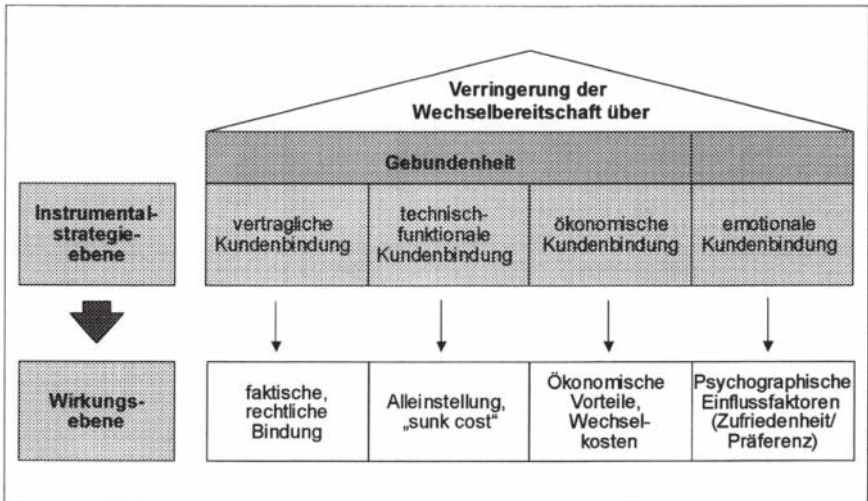 Verringerung der
Wechselbereitschaft über
Gebundenheit
Instrumental-
strategie-
ebene
vertragliche
Kundenbindung
technisch-
funktionale
Kundenbindung
ökonomische
Kundenbindung
emotionale
Kundenbindung
Wirkungs-
ebene
faktische,
rechtliche
Bindung
Alleinstellung,
„sunk cost“
Ökonomische
Vorteile,
Wechsel-
kosten
Psychographische
Einflussfaktoren
(Zufriedenheit/
Präferenz)